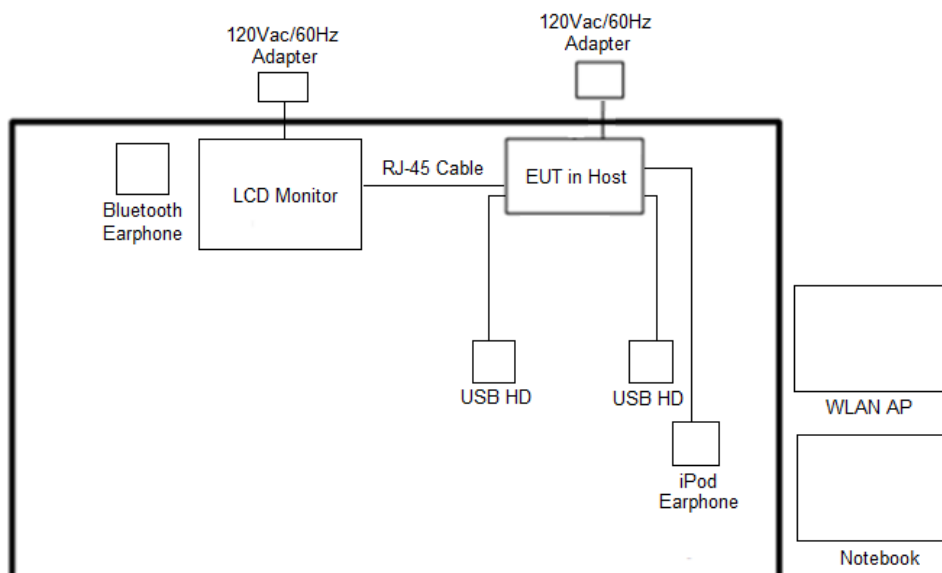 120Vac/60Hz
Adapter
120Vac/60Hz
Adapter
Bluetooth
Earphone
LCD Monitor
RJ-45 Cable
EUT in Host
USB HD
USB HD
iPod
Earphone
WLAN AP
Notebook